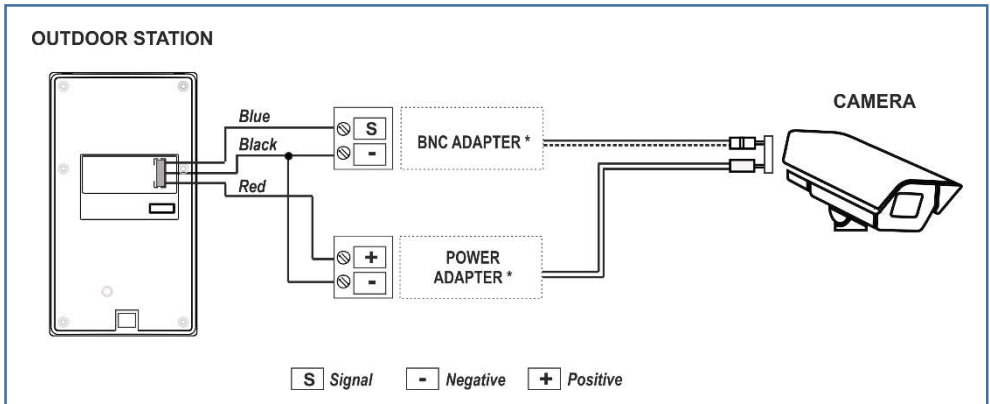 OUTDOOR STATION
CAMERA
Blue
S
BNC ADAPTER *
Black
-
Red
+
POWER
ADAPTER *
-
S Signal - Negative + Positive